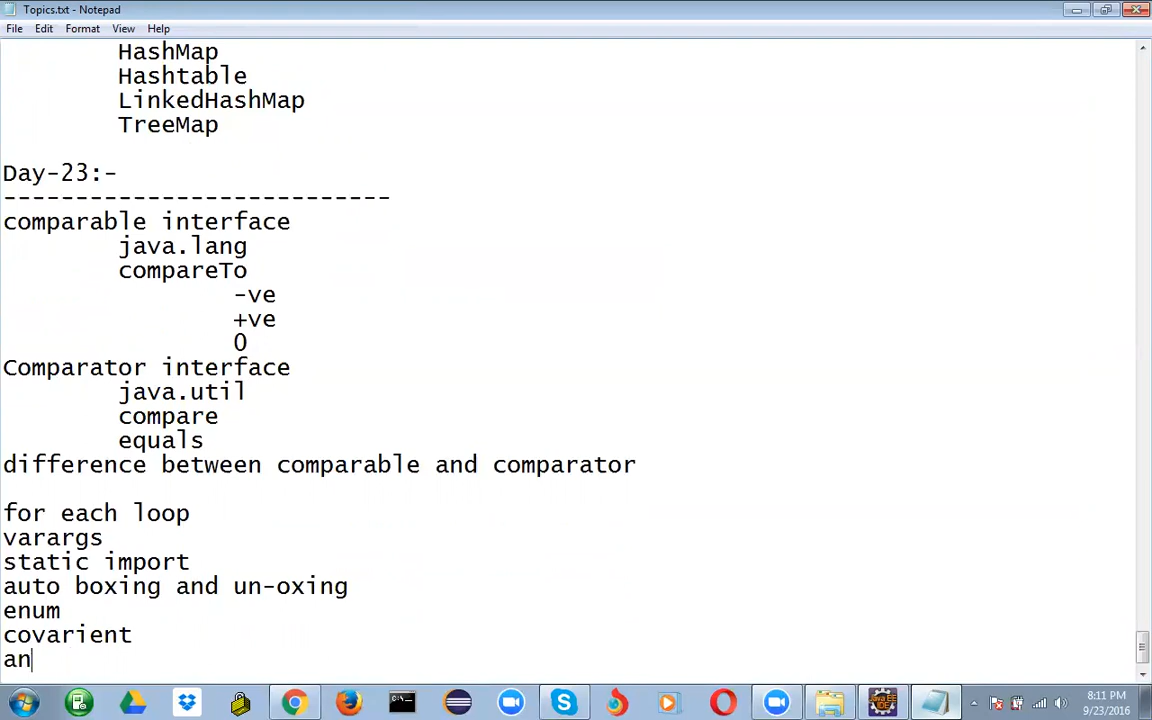 Topics.txt - Notepad
File Edit Format View Help
HashMap
Hashtable
LinkedHashMap
TreeMap
Day-23:-
---------------------------
comparable interface
java.lang
compareTo
-ve
+ve
0
Comparator interface
java.util
compare
equals
difference between comparable and comparator
for each loop
varargs
static import
auto boxing and un-oxing
enum
covarient
an
8:11 PM
9/23/2016